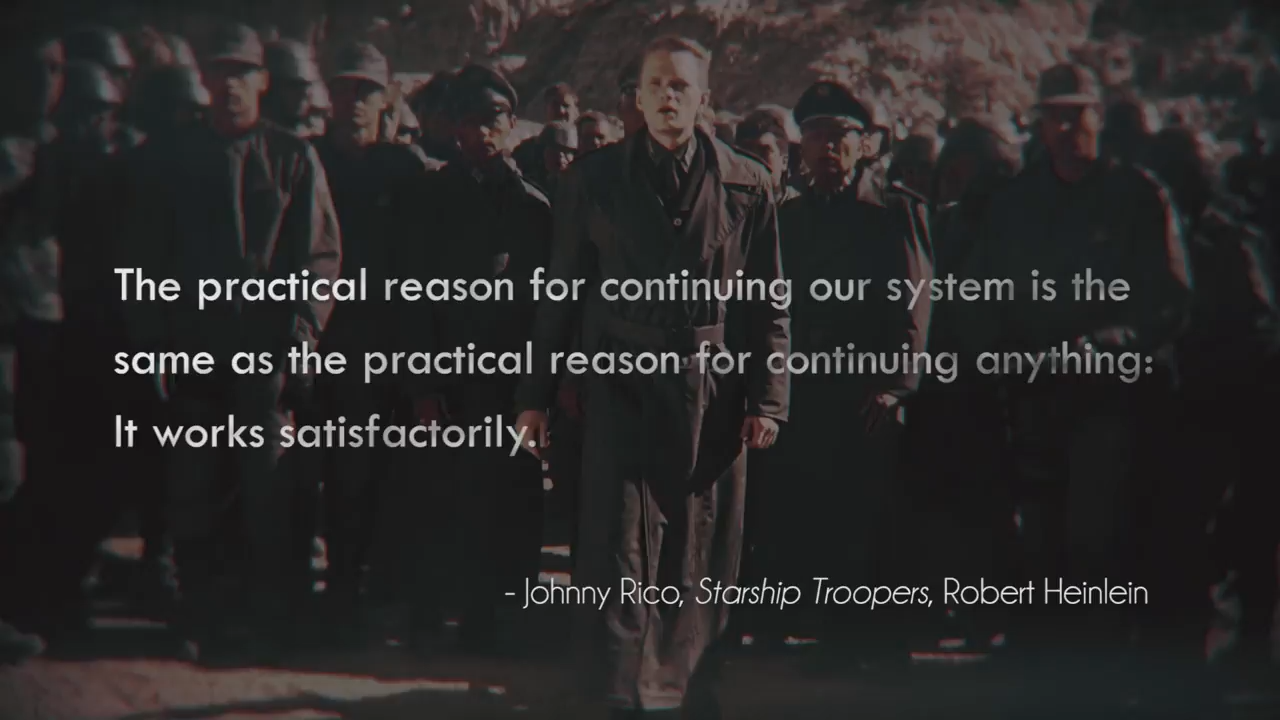 The practical reason for continuing our system is the
same as the practical reason for continuing anything:
It works satisfactorily.
- Johnny Rico, Starship Troopers, Robert Heinlein